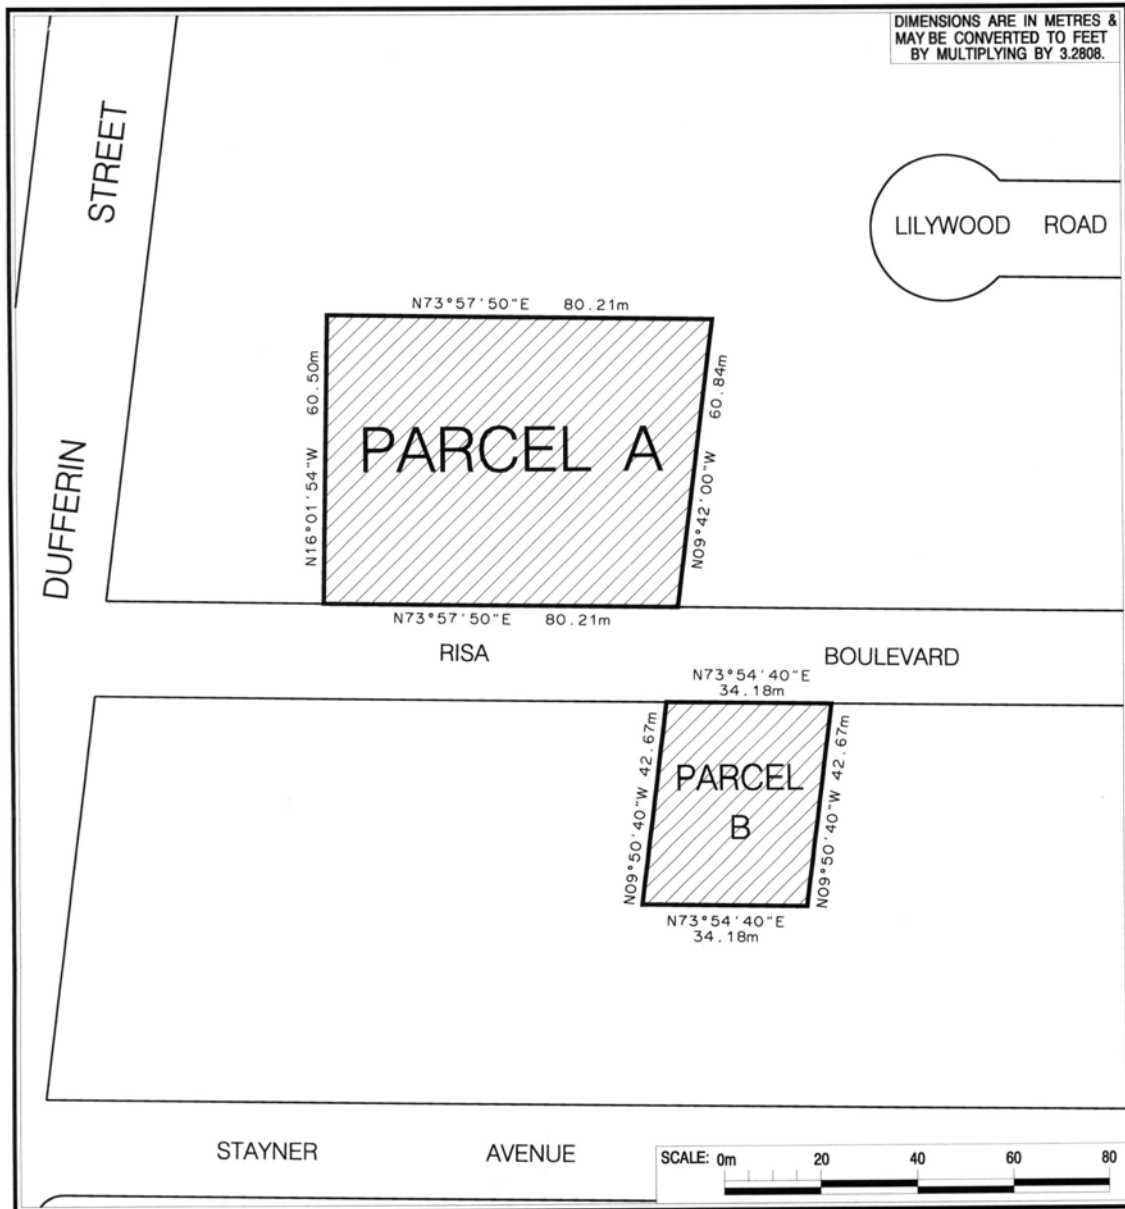 DIMENSIONS ARE IN METRES &
MAY BE CONVERTED TO FEET
BY MULTIPLYING BY 3.2808.
DUFFERIN STREET
LILYWOOD ROAD
N73°57'50"E 80.21m
N16°01'54"W 60.50m
PARCEL A
N09°42'00"W 60.84m
N73°57'50"E 80.21m
RISA BOULEVARD
N73°54'40"E
34.18m
N09°50'40"W 42.67m
PARCEL
B
N09°50'40"W 42.67m
N73°54'40"E
34.18m
STAYNER AVENUE
SCALE: 0m 20 40 60 80